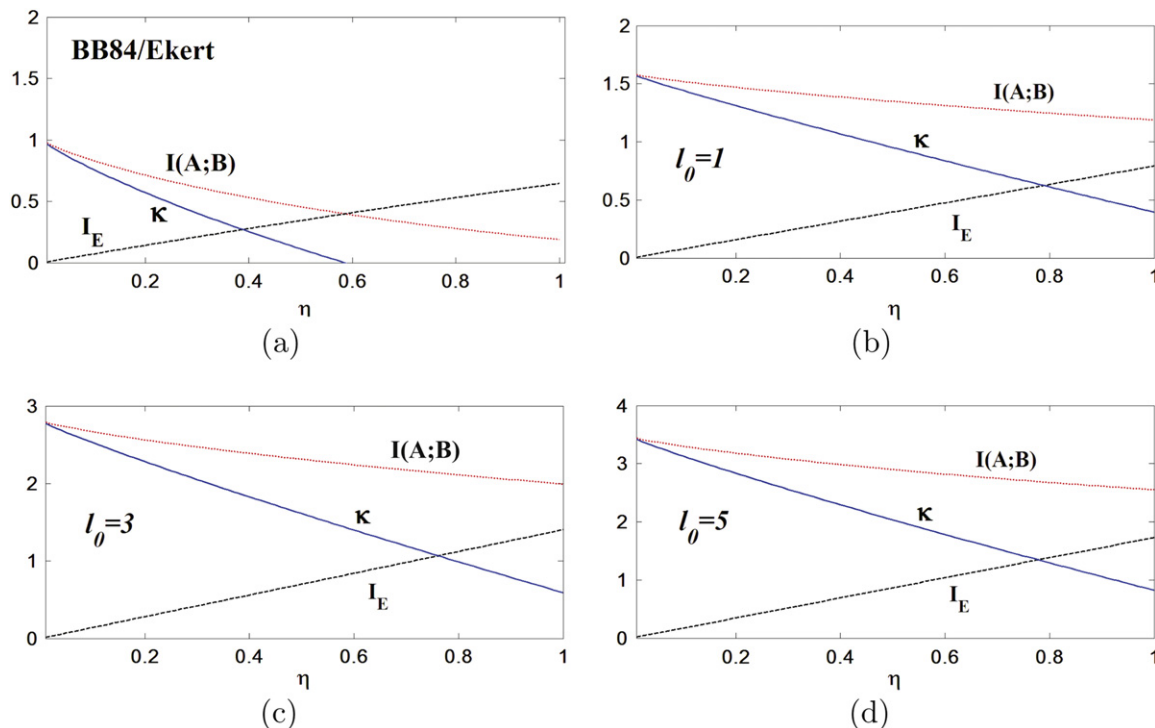 2
1.5
1
0.5
0
BB84/Ekert
I(A;B)
κ
I_E
0.2 0.4 0.6 0.8 1
η
(a)
2
1.5
1
0.5
0
I(A;B)
κ
l_0=1
I_E
0.2 0.4 0.6 0.8 1
η
(b)
3
2
1
0
I(A;B)
κ
l_0=3
I_E
0.2 0.4 0.6 0.8 1
η
(c)
4
3
2
1
0
I(A;B)
κ
l_0=5
I_E
0.2 0.4 0.6 0.8 1
η
(d)